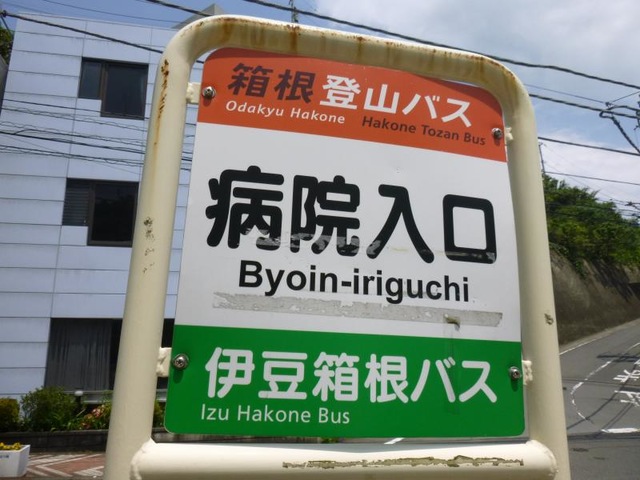 箱根登山バス
Odakyu Hakone Hakone Tozan Bus
病院入口
Byoin-iriguchi
伊豆箱根バス
Izu Hakone Bus